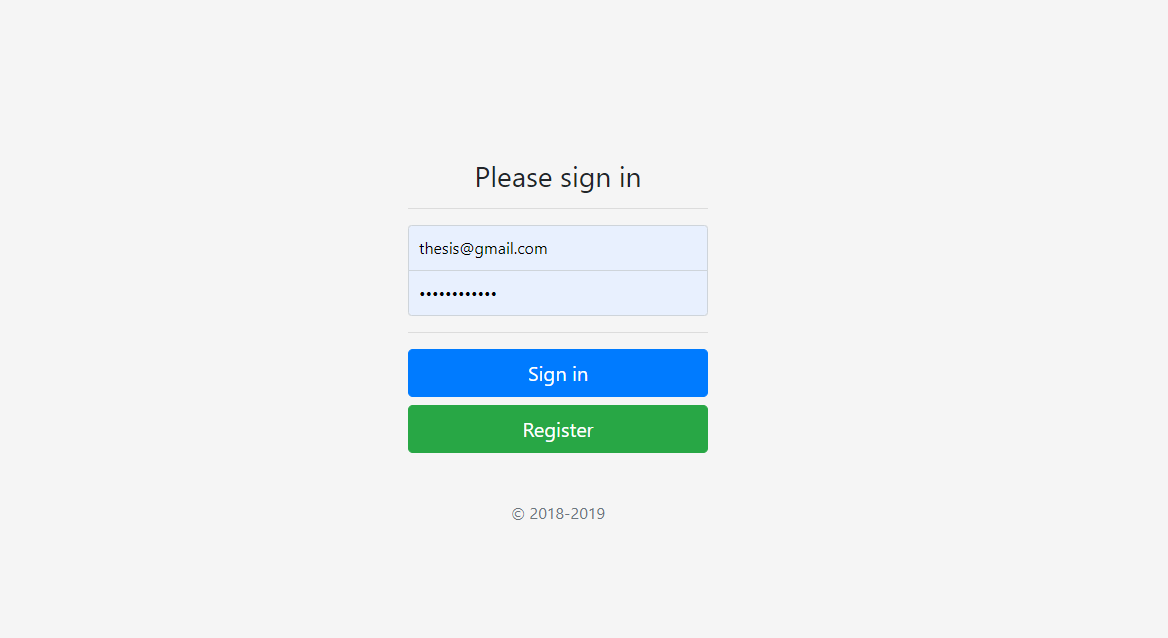 Please sign in
thesis@gmail.com
••••••••••••
Sign in
Register
© 2018-2019